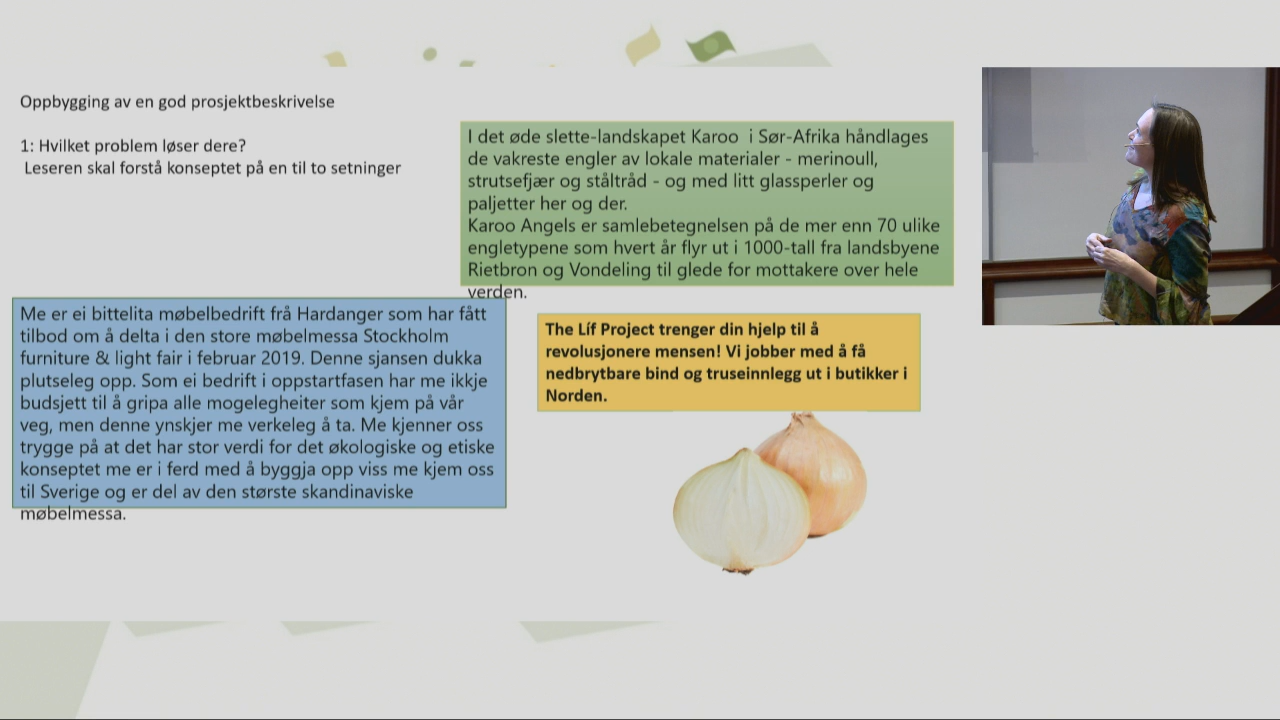 Oppbygging av en god prosjektbeskrivelse
1: Hvilket problem løser dere?
Leseren skal forstå konseptet på en til to setninger
I det øde slette-landskapet Karoo i Sør-Afrika håndlages
de vakreste engler av lokale materialer - merinoull,
strutsefjær og ståltråd - og med litt glassperler og
paljetter her og der.
Karoo Angels er samlebetegnelsen på de mer enn 70 ulike
engletypene som hvert år flyr ut i 1000-tall fra landsbyene
Rietbron og Vondeling til glede for mottakere over hele
verden.
Me er ei bittelita møbelbedrift frå Hardanger som har fått
tilbod om å delta i den store møbelmessa Stockholm
furniture & light fair i februar 2019. Denne sjansen dukka
plutseleg opp. Som ei bedrift i oppstartfasen har me ikkje
budsjett til å gripa alle mogelegheiter som kjem på vår
veg, men denne ynskjer me verkeleg å ta. Me kjenner oss
trygge på at det har stor verdi for det økologiske og etiske
konseptet me er i ferd med å byggja opp viss me kjem oss
til Sverige og er del av den største skandinaviske
møbelmessa.
The Líf Project trenger din hjelp til å
revolusjonere mensen! Vi jobber med å få
nedbrytbare bind og truseinnlegg ut i butikker i
Norden.